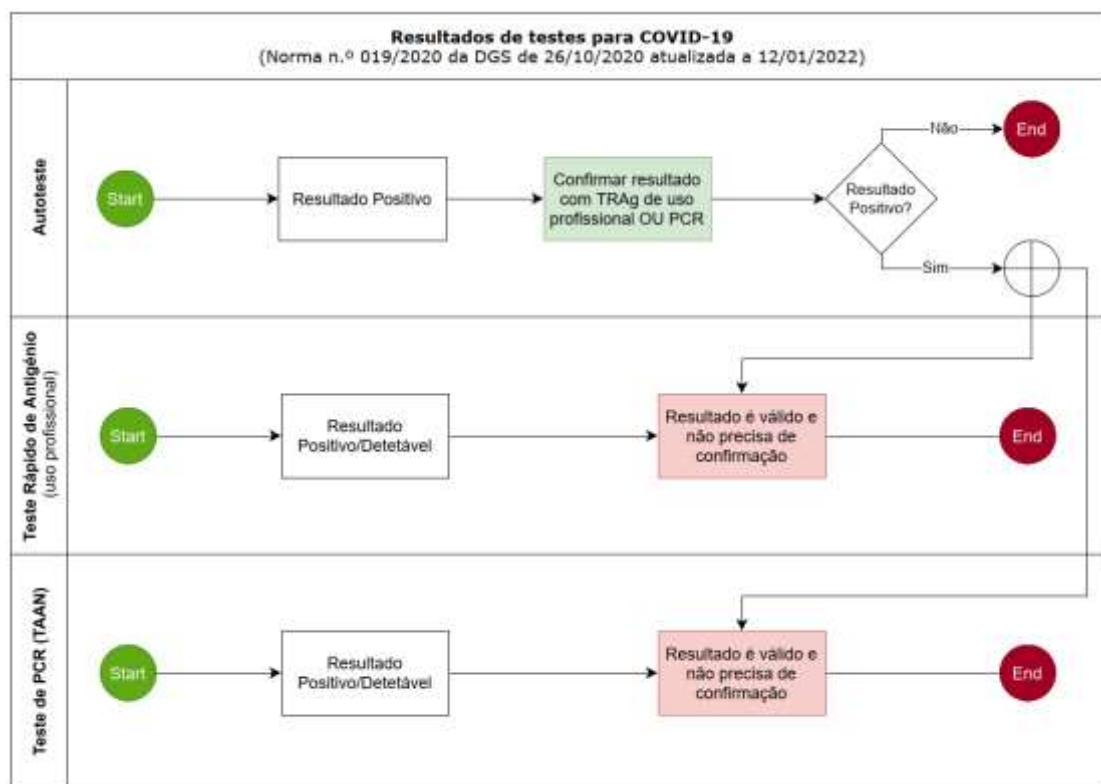 Resultados de testes para COVID-19
(Norma n.º 019/2020 da DGS de 26/10/2020 atualizada a 12/01/2022)
Autoteste
Start
Resultado Positivo
Confirmar resultado
com TRAg de uso
profissional OU PCR
Resultado
Positivo?
Não
End
Sim
Teste Rápido de Antigénio
(uso profissional)
Start
Resultado
Positivo/Detetável
Resultado é válido e
não precisa de
confirmação
End
Teste de PCR (TAAN)
Start
Resultado
Positivo/Detetável
Resultado é válido e
não precisa de
confirmação
End